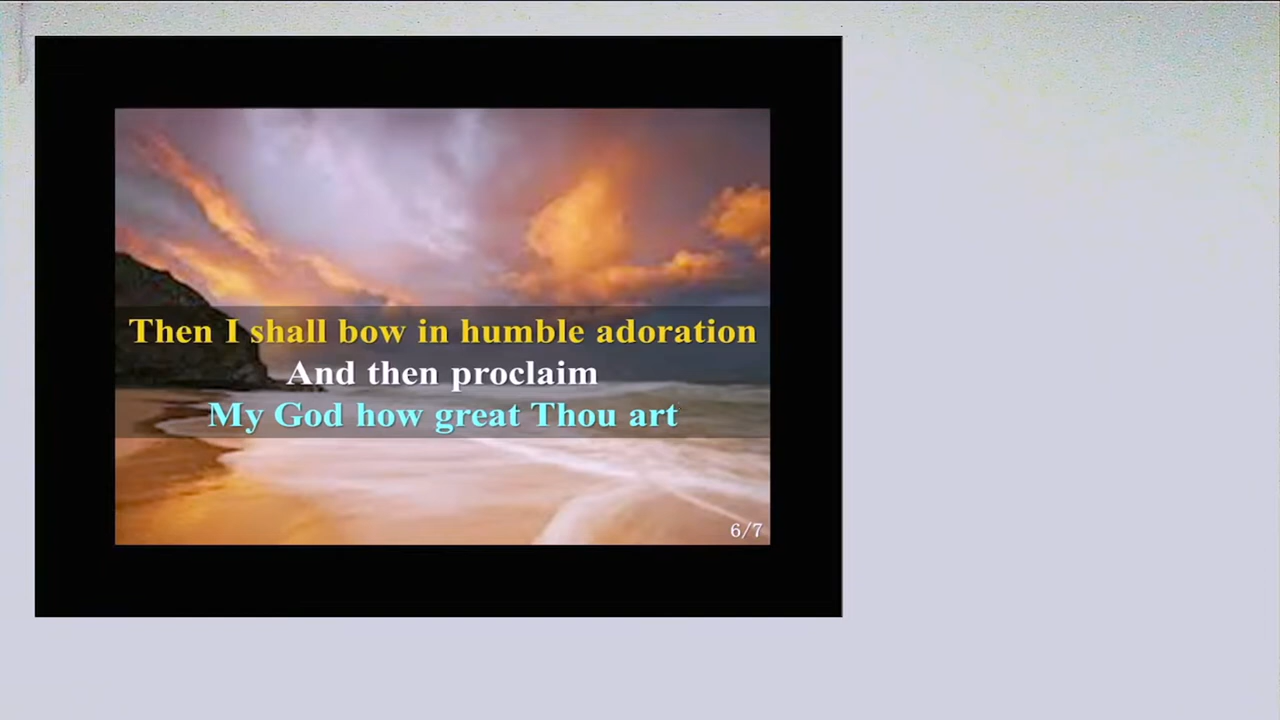 Then I shall bow in humble adoration
And then proclaim
My God how great Thou art
6/7